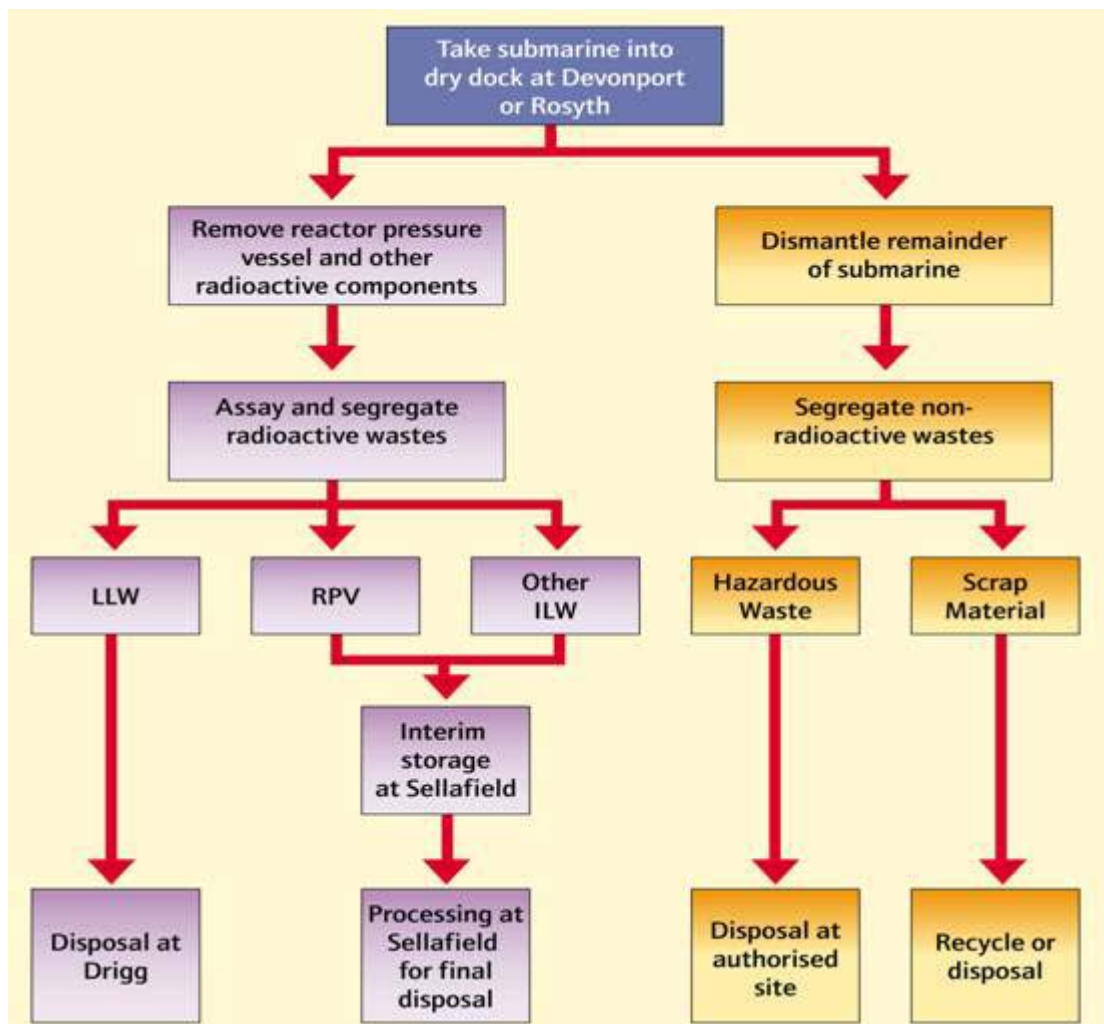 Take submarine into
dry dock at Devonport
or Rosyth
Remove reactor pressure
vessel and other
radioactive components
Dismantle remainder
of submarine
Assay and segregate
radioactive wastes
Segregate non-
radioactive wastes
LLW
RPV
Other
ILW
Hazardous
Waste
Scrap
Material
Interim
storage
at Sellafield
Disposal at
Drigg
Processing at
Sellafield
for final
disposal
Disposal at
authorised
site
Recycle or
disposal